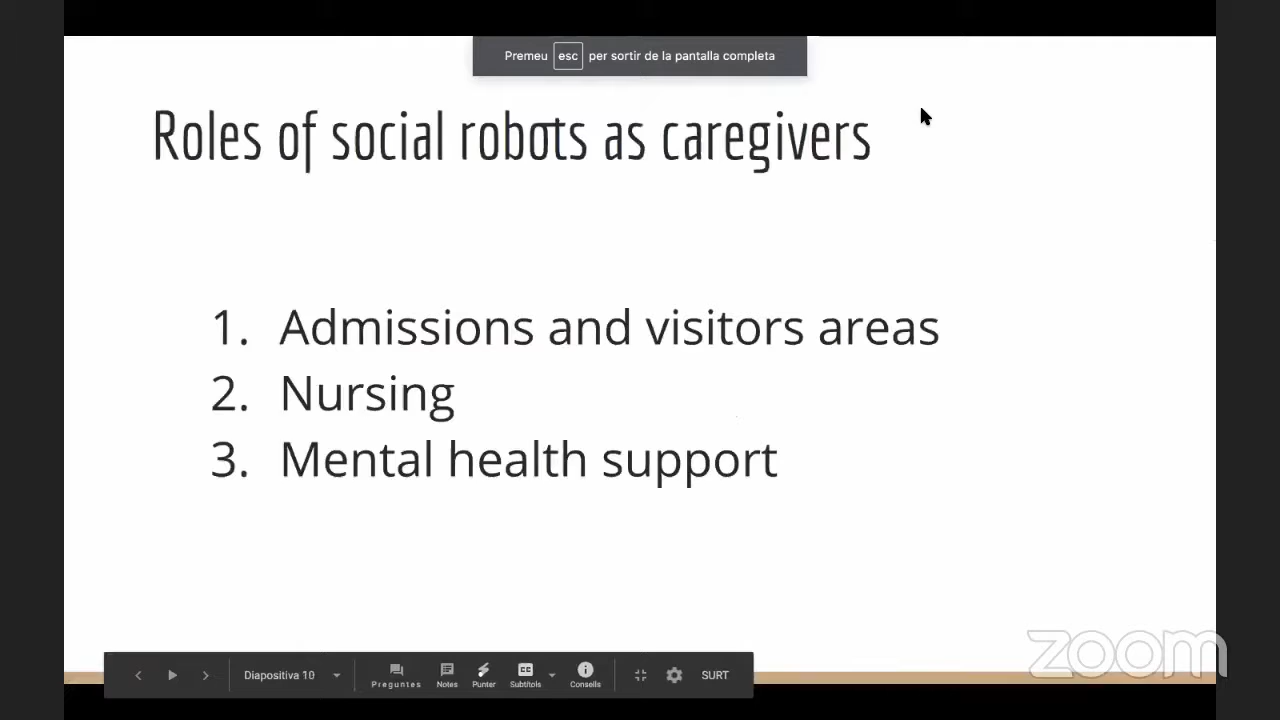 Premeu esc per sortir de la pantalla completa
Roles of social robots as caregivers
1. Admissions and visitors areas
2. Nursing
3. Mental health support
zoom
Diapositiva 10
Preguntes
Notes
Punter
CC
Subtítols
Consells
SURT